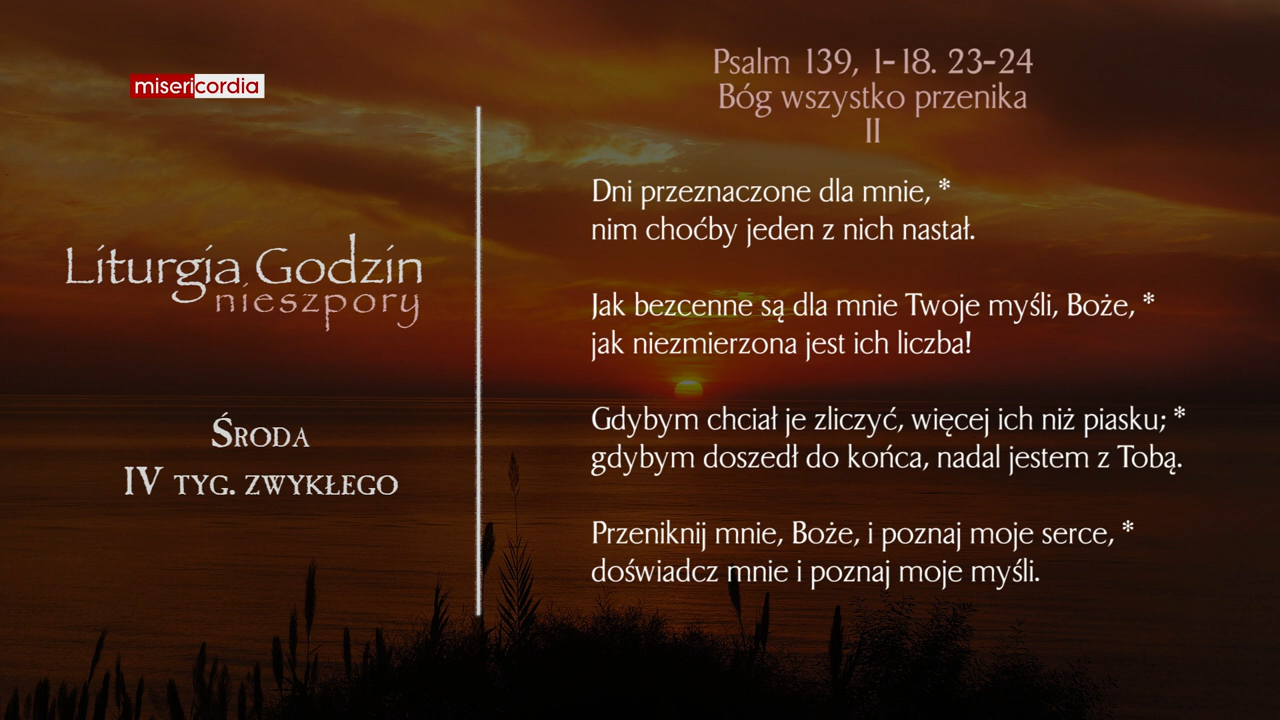 misericordia
Liturgia Godzin
nieszpory
Środa
IV tyg. zwykłego
Psalm 139, 1-18. 23-24
Bóg wszystko przenika
II
Dni przeznaczone dla mnie, *
nim choćby jeden z nich nastał.
Jak bezcenne są dla mnie Twoje myśli, Boże, *
jak niezmierzona jest ich liczba!
Gdybym chciał je zliczyć, więcej ich niż piasku; *
gdybym doszedł do końca, nadal jestem z Tobą.
Przeniknij mnie, Boże, i poznaj moje serce, *
doświadcz mnie i poznaj moje myśli.